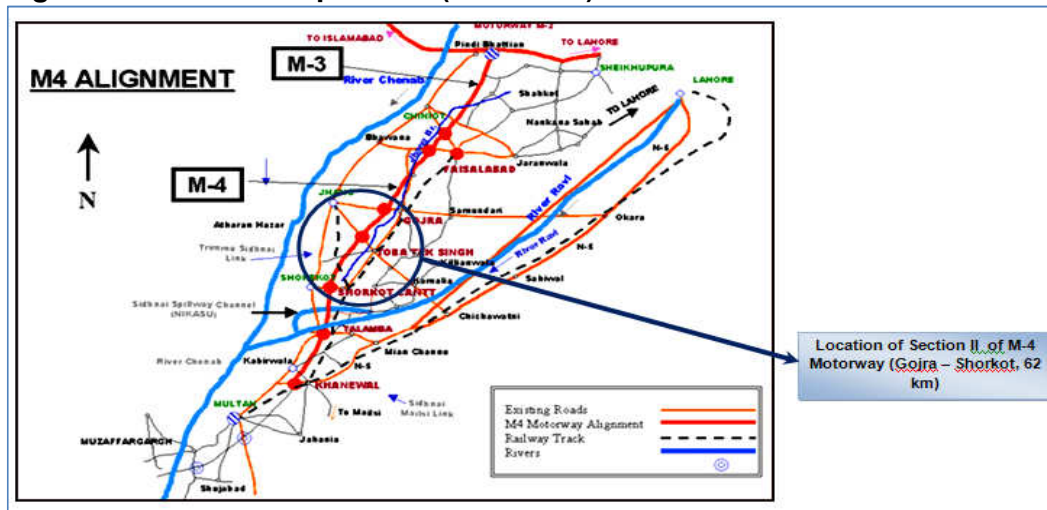 MOTORWAY M-2
TO ISLAMABAD
Pindi Bhattian
TO LAHORE
M-3
M4 ALIGNMENT
River Chenab
SHEIKHUPURA
LAHORE
Shahkot
CHINIOT
Nankana Sahab
TO LAHORE
Bhawana
N-5
FAISALABAD
Jaranwala
M-4
N
JHANG
River Ravi
Samundari
GOJRA
Okara
Trimmu Sidhnai
Link
TOBA TEK SINGH
River Ravi
N-5
SHORKOT
Kamalia
Sahiwal
SHORKOT CANTT
Sidhnai Spillway Channel
(NIKASU)
Chichawatni
TALAMBA
River Chenab
Kabirwala
Mian Channu
N-5
KHANEWAL
MULTAN
To Mailsi
Sidhnai
Mailsi Link
MUZAFFARGARH
Jahania
Shujabad
Existing Roads
M4 Motorway Alignment
Railway Track
Rivers
Location of Section II of M-4
Motorway (Gojra – Shorkot, 62
km)